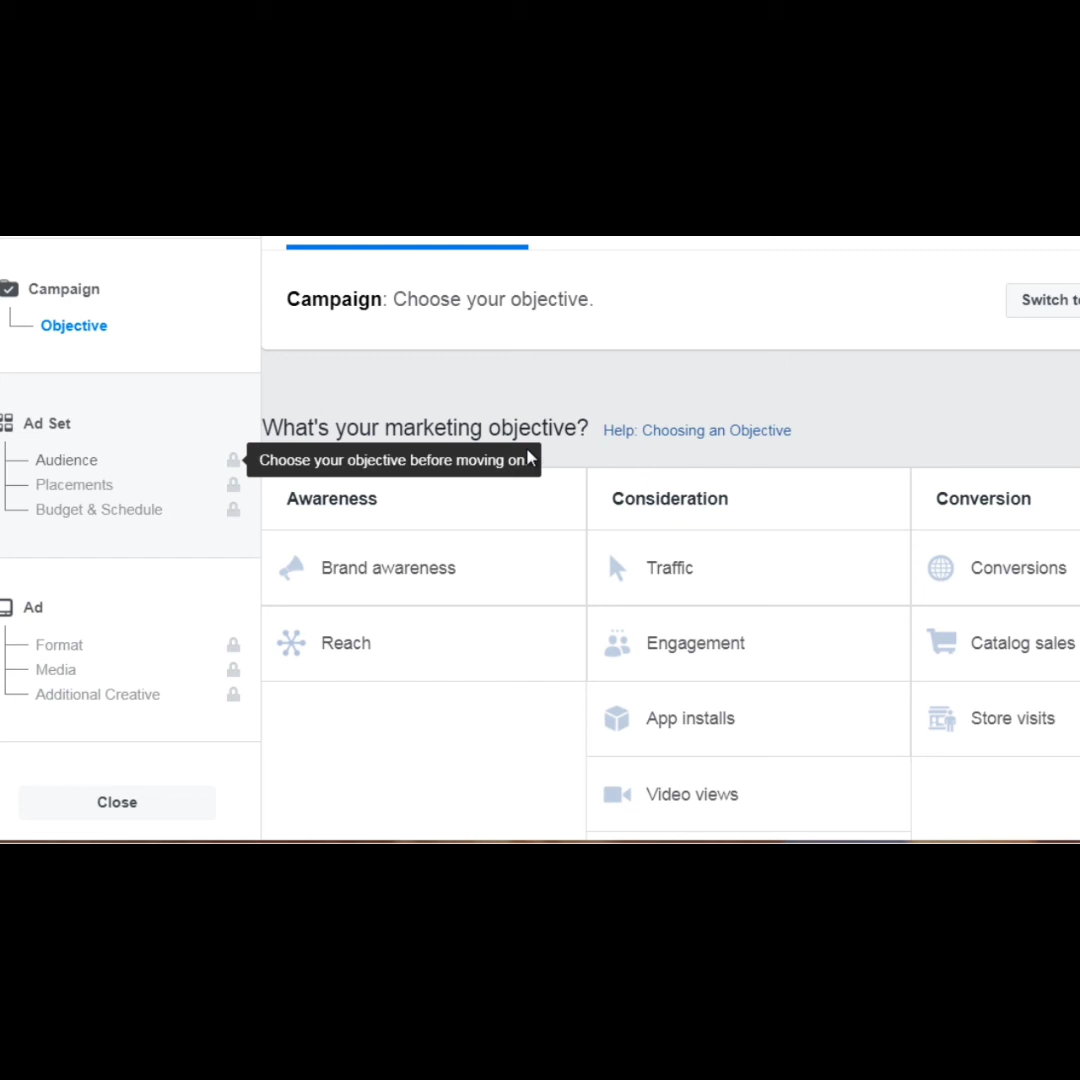 Campaign
Objective
Ad Set
Audience
Placements
Budget & Schedule
Ad
Format
Media
Additional Creative
Close
Campaign: Choose your objective.
Switch
What's your marketing objective? Help: Choosing an Objective
Choose your objective before moving on.
Awareness
Brand awareness
Reach
Consideration
Traffic
Engagement
App installs
Video views
Conversion
Conversions
Catalog sales
Store visits